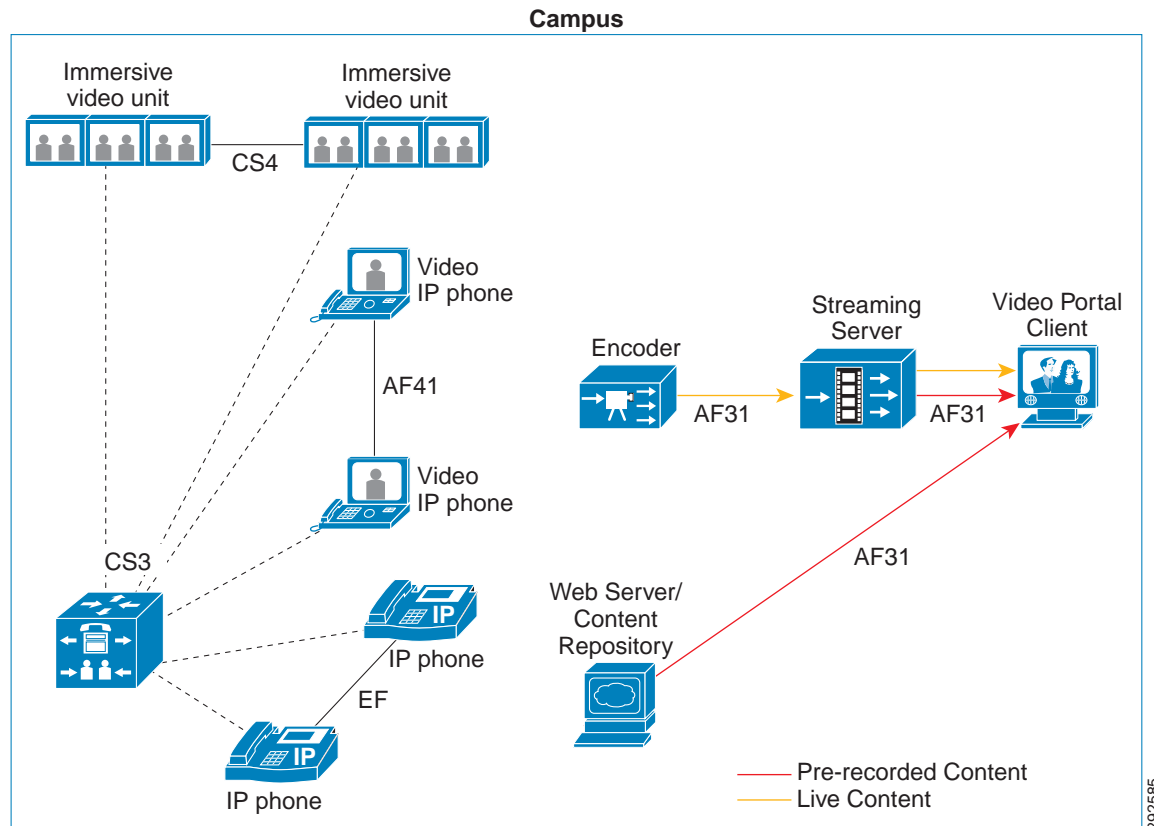 Campus
Immersive
video unit
Immersive
video unit
CS4
Video
IP phone
AF41
Video
IP phone
CS3
IP
IP phone
EF
IP
IP phone
Encoder
AF31
Streaming
Server
AF31
Video Portal
Client
AF31
Web Server/
Content
Repository
Pre-recorded Content
Live Content